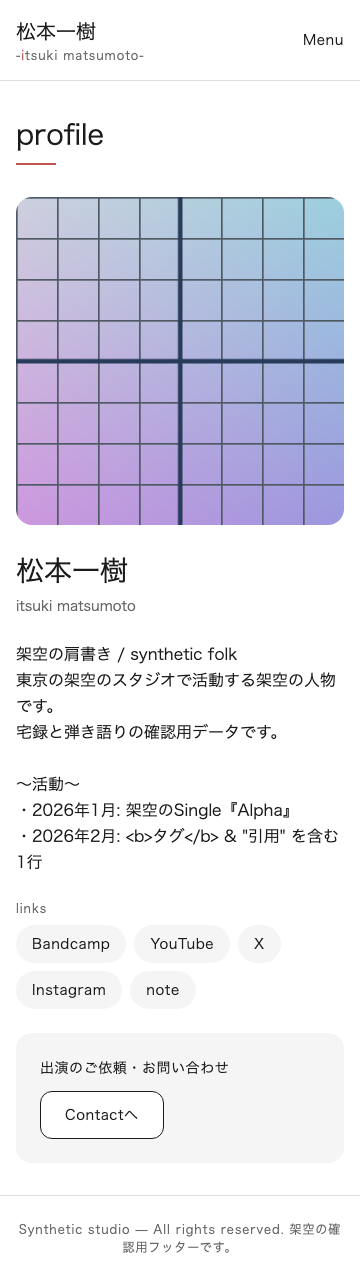 松本一樹
-itsuki matsumoto-
Menu
profile
松本一樹
itsuki matsumoto
架空の肩書き / synthetic folk
東京の架空のスタジオで活動する架空の人物
です。
宅録と弾き語りの確認用データです。
〜活動〜
・2026年1月: 架空のSingle『Alpha』
・2026年2月: <b>タグ</b> & "引用" を含む
1行
links
Bandcamp
YouTube
X
Instagram
note
出演のご依頼・お問い合わせ
Contactへ
Synthetic studio — All rights reserved. 架空の確
認用フッターです。